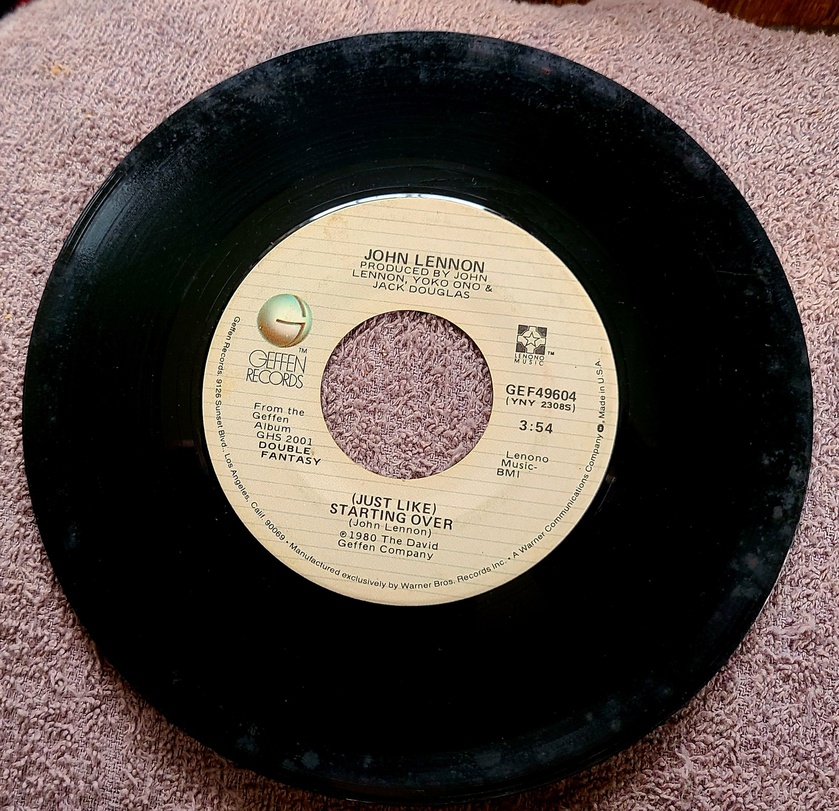 JOHN LENNON
PRODUCED BY JOHN
LENNON, YOKO ONO &
JACK DOUGLAS
G
™
GEFFEN
RECORDS
LENONO
MUSIC
™
GEF49604
(YNY 2308S)
3:54
From the
Geffen
Album
GHS 2001
DOUBLE
FANTASY
Lenono
Music-
BMI
(JUST LIKE)
STARTING OVER
(John Lennon)
℗1980 The David
Geffen Company
Geffen Records, 9126 Sunset Blvd., Los Angeles, Calif. 90069 • Manufactured exclusively by Warner Bros. Records Inc. • A Warner Communications Company • Made in U.S.A.